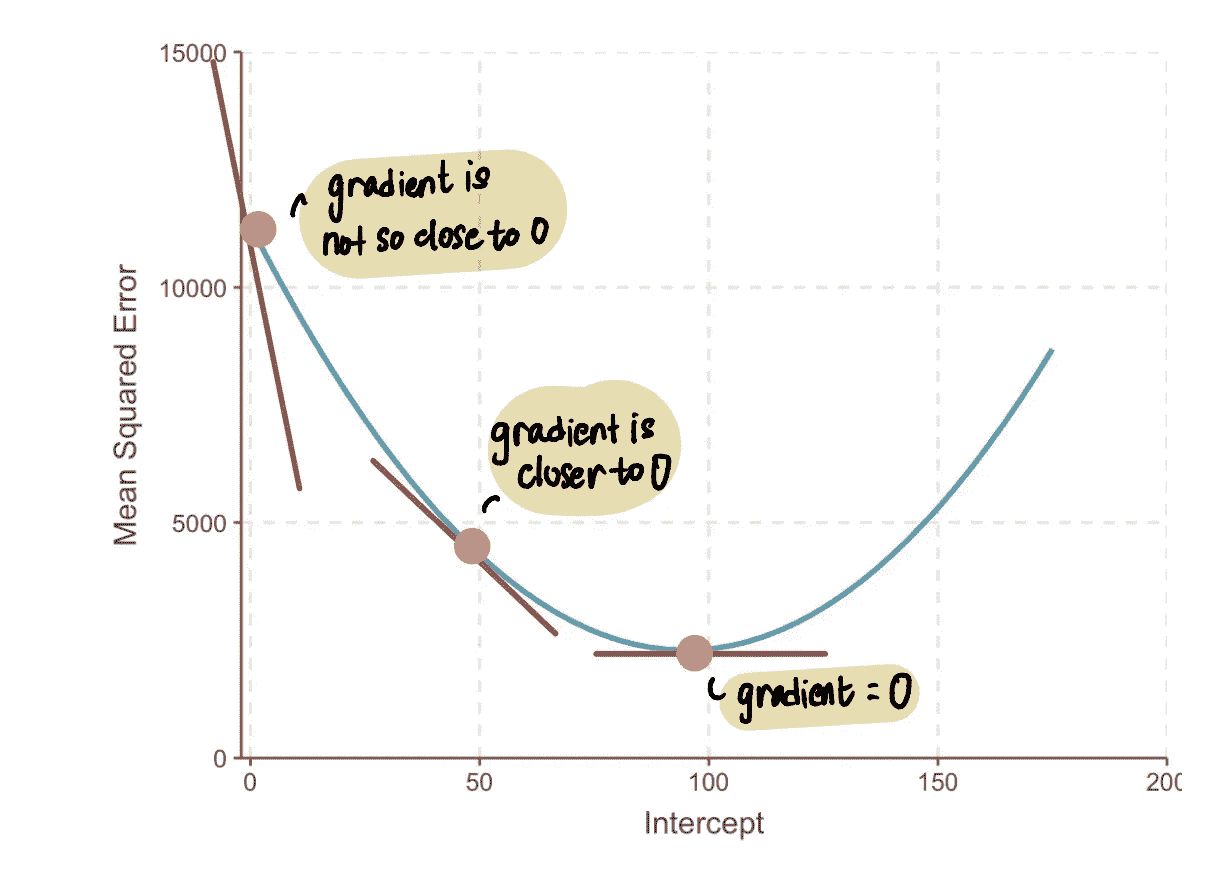 15000
gradient is
not so close to 0
10000
Mean Squared Error
gradient is
closer to 0
5000
gradient = 0
0
0 50 100 150 200
Intercept